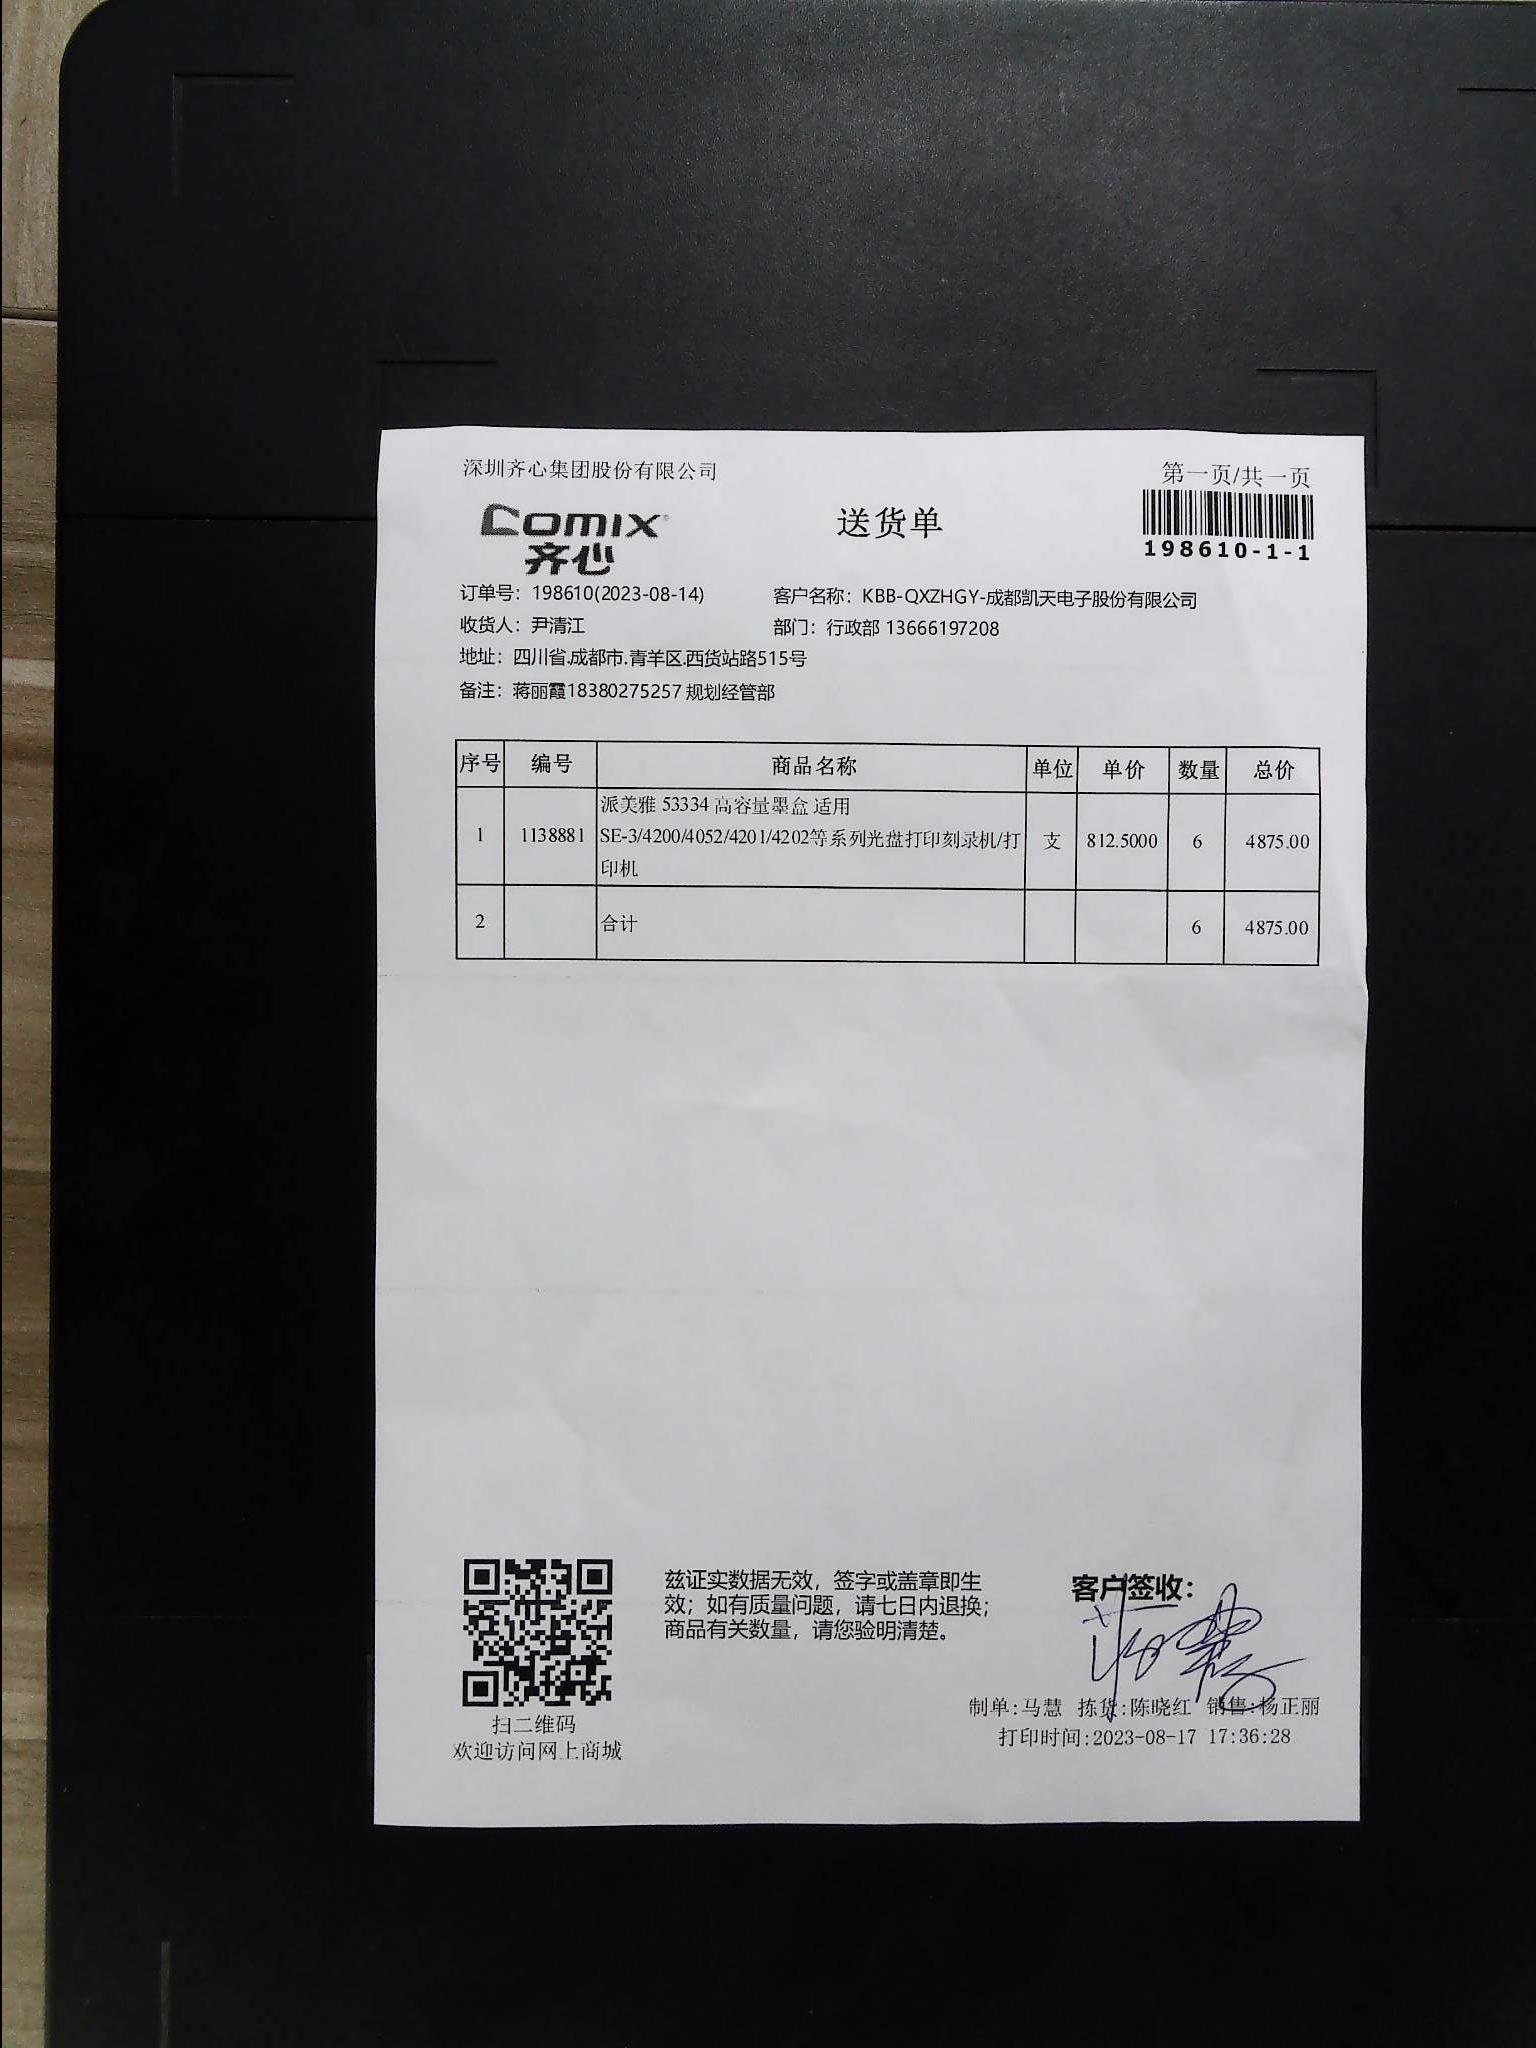 深圳齐心集团股份有限公司
第一页/共一页
comix
齐心
送货单
198610-1-1
订单号：198610(2023-08-14) 客户名称：KBB-QXZHGY-成都凯天电子股份有限公司
收货人：尹清江 部门：行政部 13666197208
地址：四川省.成都市.青羊区.西货站路515号
备注：蒋丽霞18380275257 规划经管部
序号 编号 商品名称 单位 单价 数量 总价
派美雅 53334 高容量墨盒 适用
1 1138881 SE-3/4200/4052/4201/4202等系列光盘打印刻录机/打 支 812.5000 6 4875.00
印机
2 合计 6 4875.00
兹证实数据无效，签字或盖章即生
效；如有质量问题，请七日内退换；
商品有关数量，请您验明清楚。
客户签收：
扫二维码
欢迎访问网上商城
制单:马慧 拣货:陈晓红 销售:杨正丽
打印时间:2023-08-17 17:36:28